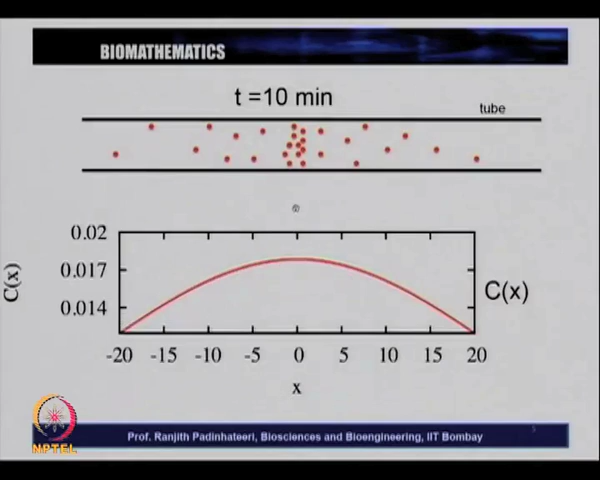 BIOMATHEMATICS
t =10 min
tube
0.02
0.017
0.014
C(x)
C(x)
-20 -15 -10 -5 0 5 10 15 20
x
Prof. Ranjith Padinhateeri, Biosciences and Bioengineering, IIT Bombay
NPTEL